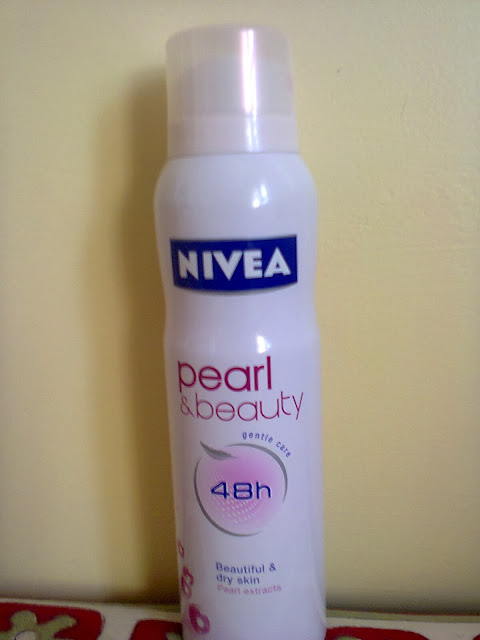 NIVEA
pearl
& beauty
gentle care
48h
Beautiful &
dry skin
Pearl extracts